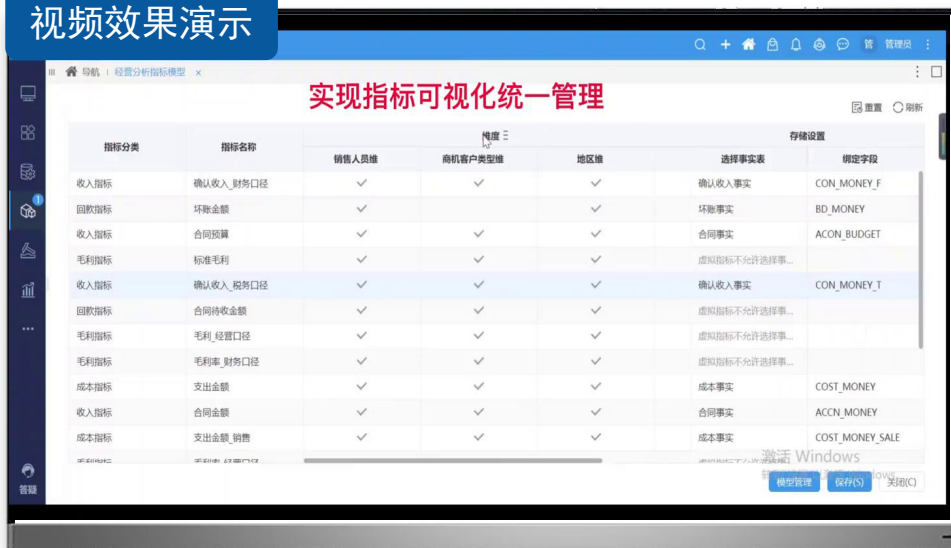 视频效果演示
管 管理员
导航 经营分析指标模型 ×
实现指标可视化统一管理
重置 刷新
指标分类 指标名称 维度 存储设置
销售人员维 商机客户类型维 地区维 选择事实表 绑定字段
收入指标 确认收入_财务口径 确认收入事实 CON_MONEY_F
1
回款指标 坏账金额 坏账事实 BD_MONEY
收入指标 合同预算 合同事实 ACON_BUDGET
毛利指标 标准毛利 虚拟指标不允许选择事...
收入指标 确认收入_税务口径 确认收入事实 CON_MONEY_T
回款指标 合同待收金额 虚拟指标不允许选择事...
毛利指标 毛利_经营口径 虚拟指标不允许选择事...
毛利指标 毛利率_财务口径 虚拟指标不允许选择事...
成本指标 支出金额 成本事实 COST_MONEY
收入指标 合同金额 合同事实 ACCN_MONEY
成本指标 支出金额_销售 成本事实 COST_MONEY_SALE
激活 Windows
模型管理 保存(S) 关闭(C)
答疑